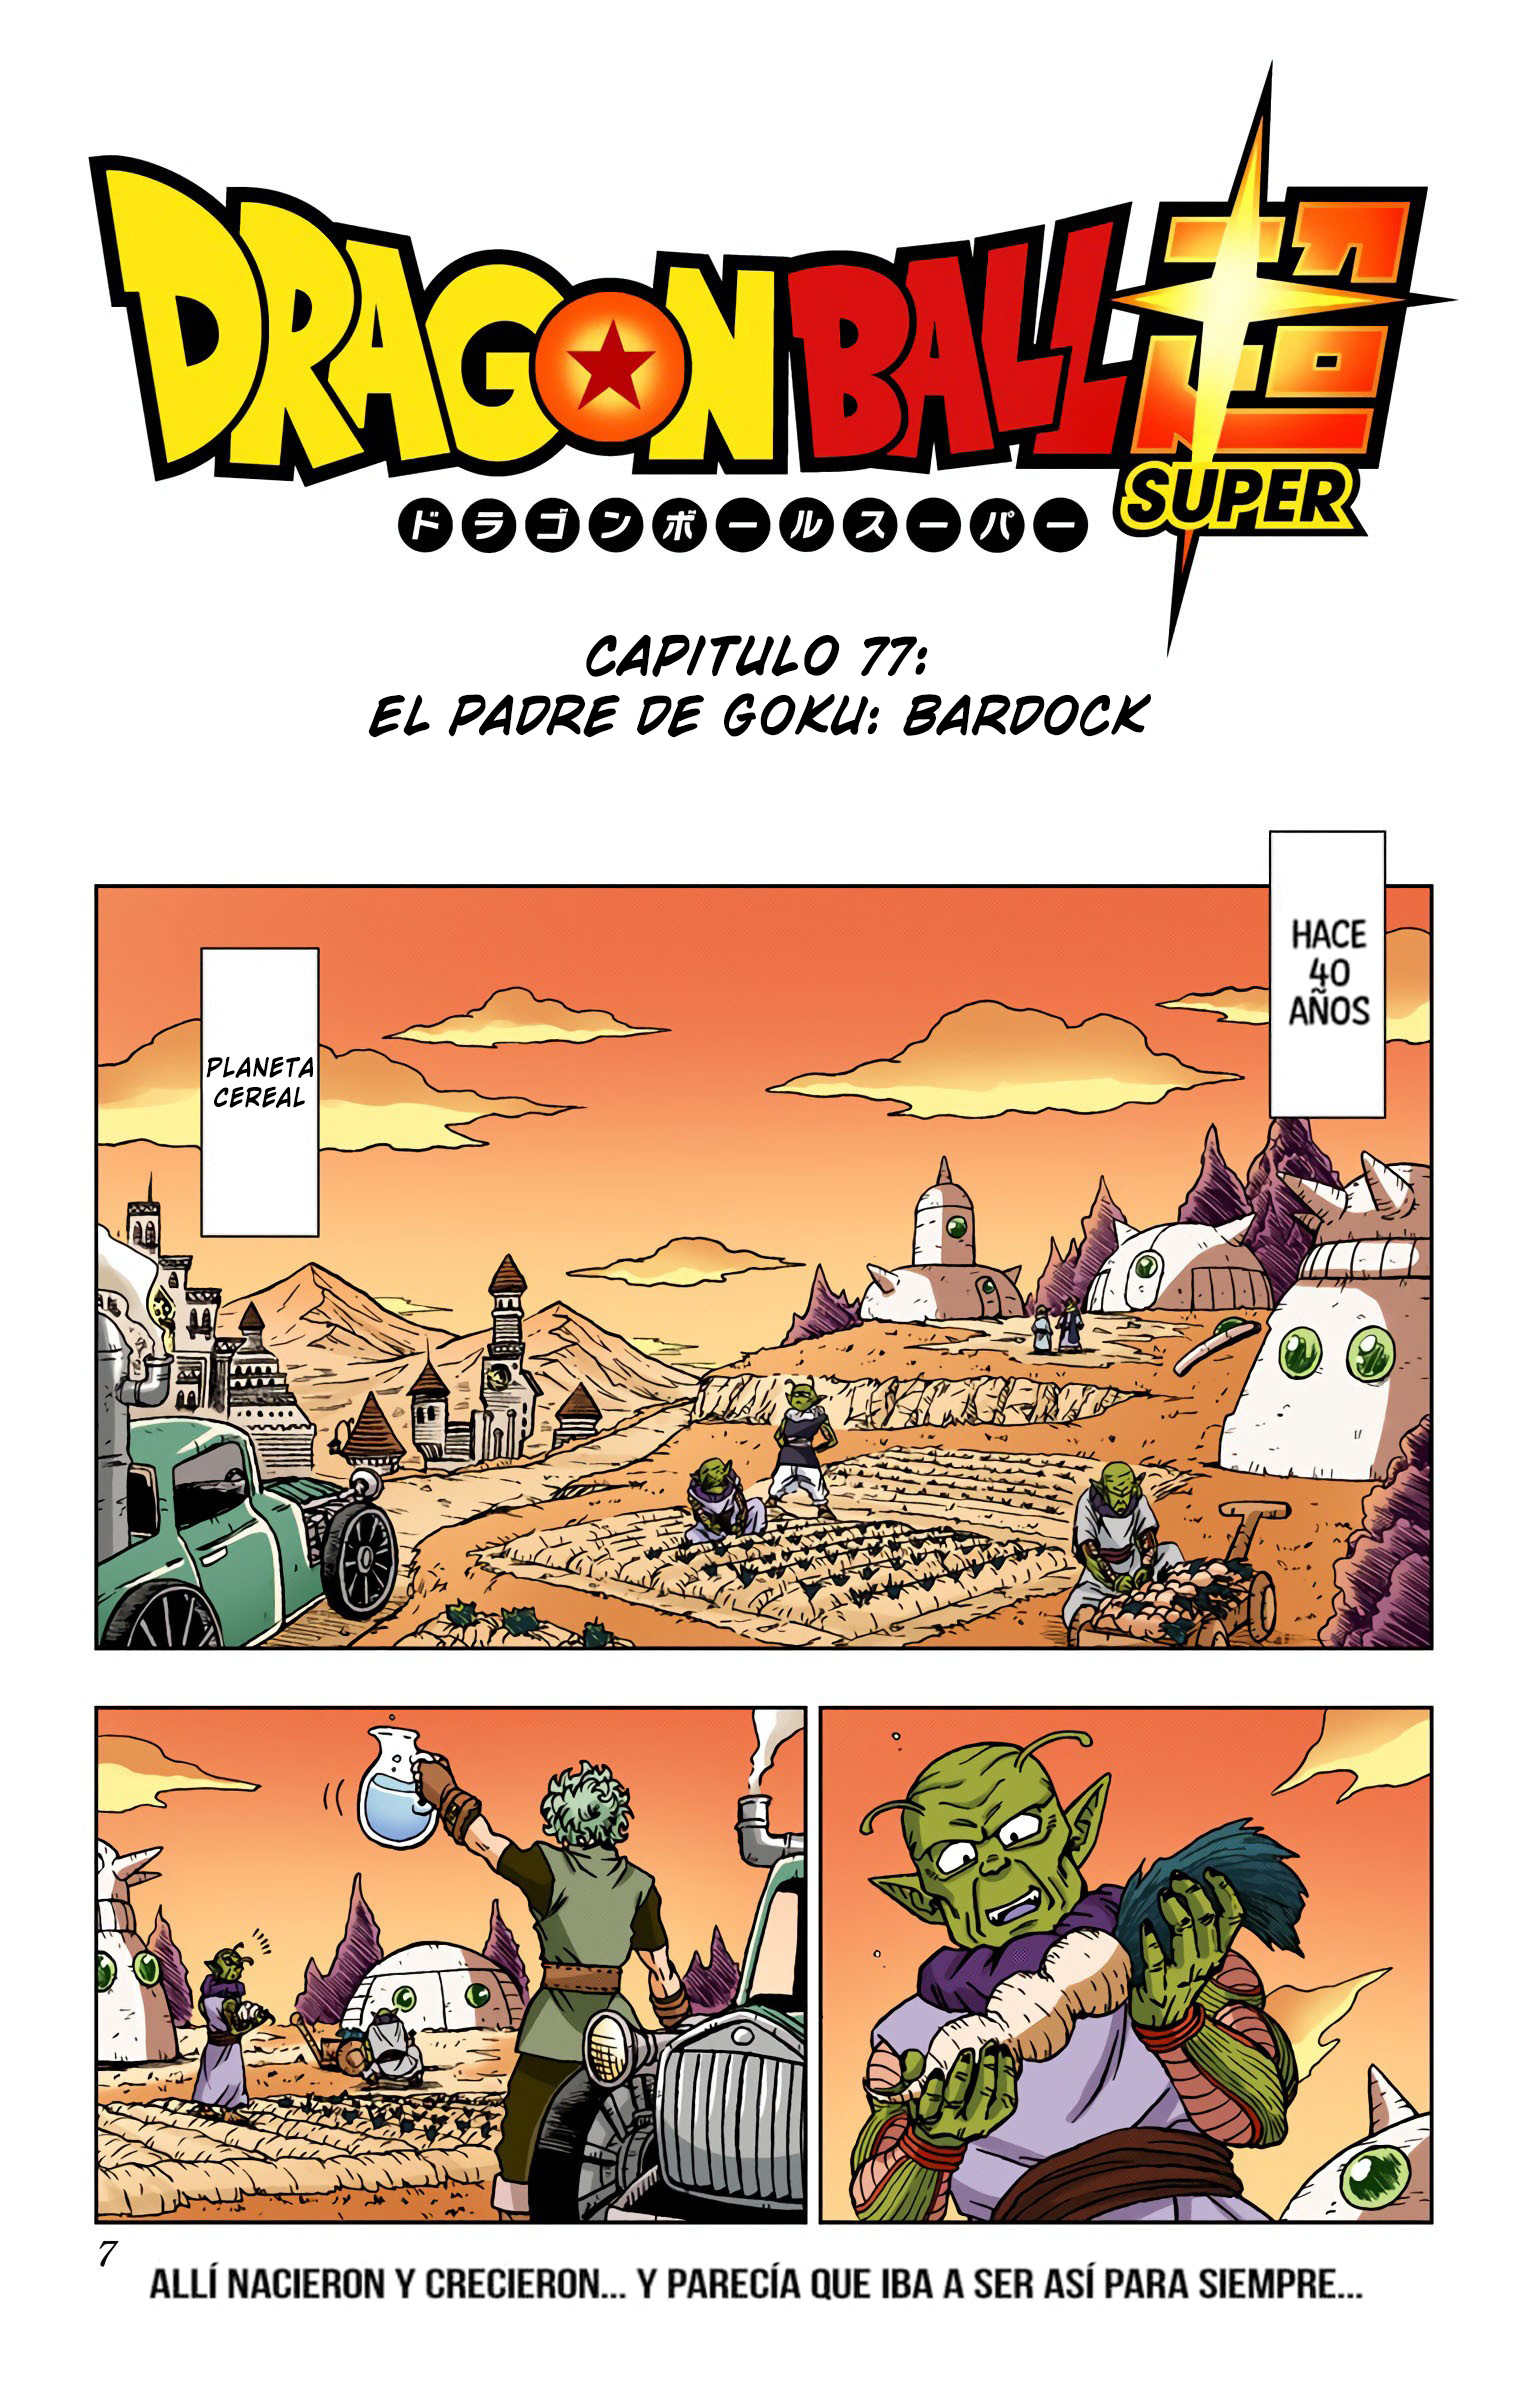 DRAGON BALL 超
SUPER
ドラゴンボールスーパー
CAPITULO 77:
EL PADRE DE GOKU: BARDOCK
HACE
40
AÑOS
PLANETA
CEREAL
7
ALLÍ NACIERON Y CRECIERON... Y PARECÍA QUE IBA A SER ASÍ PARA SIEMPRE...